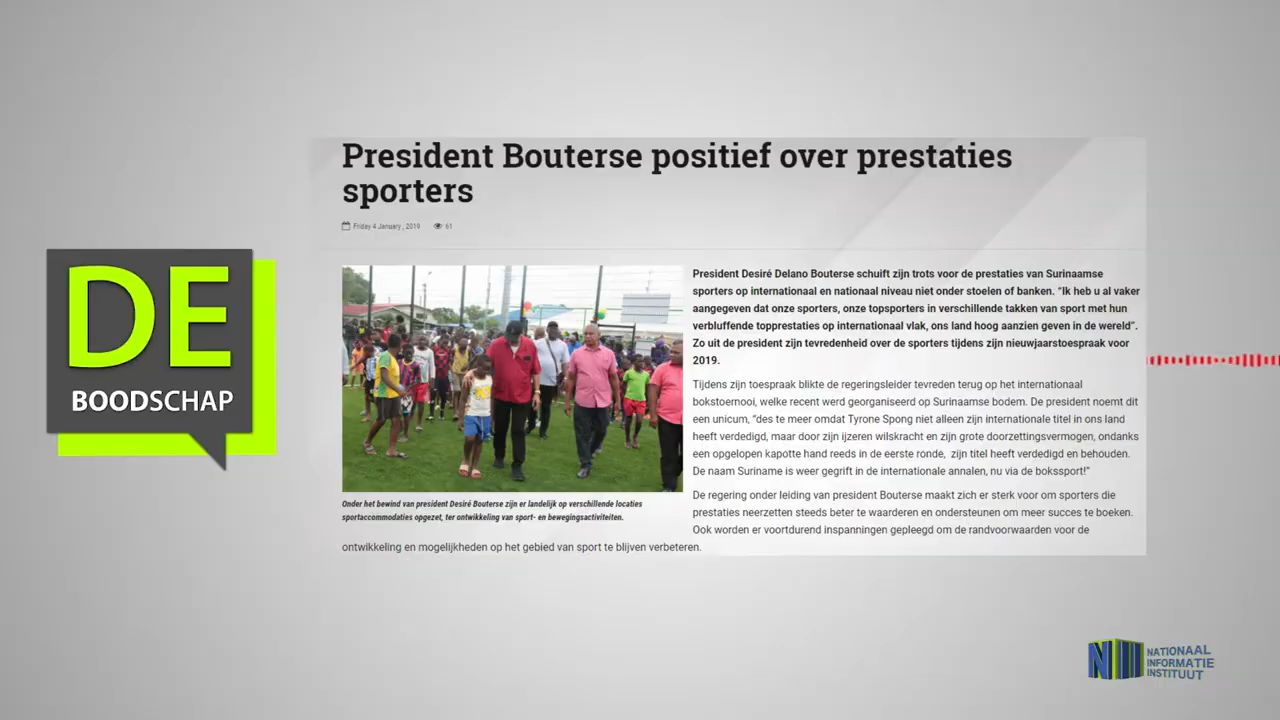 President Bouterse positief over prestaties
sporters
Friday 4 January , 2019 61
DE
BOODSCHAP
President Desiré Delano Bouterse schuift zijn trots voor de prestaties van Surinaamse
sporters op internationaal en nationaal niveau niet onder stoelen of banken. “Ik heb u al vaker
aangegeven dat onze sporters, onze topsporters in verschillende takken van sport met hun
verbluffende topprestaties op internationaal vlak, ons land hoog aanzien geven in de wereld”.
Zo uit de president zijn tevredenheid over de sporters tijdens zijn nieuwjaarstoespraak voor
2019.
Tijdens zijn toespraak blikte de regeringsleider tevreden terug op het internationaal
bokstoernooi, welke recent werd georganiseerd op Surinaamse bodem. De president noemt dit
een unicum, “des te meer omdat Tyrone Spong niet alleen zijn internationale titel in ons land
heeft verdedigd, maar door zijn ijzeren wilskracht en zijn grote doorzettingsvermogen, ondanks
een opgelopen kapotte hand reeds in de eerste ronde, zijn titel heeft verdedigd en behouden.
De naam Suriname is weer gegrift in de internationale annalen, nu via de bokssport!”
Onder het bewind van president Desiré Bouterse zijn er landelijk op verschillende locaties
sportaccommodaties opgezet, ter ontwikkeling van sport- en bewegingsactiviteiten.
De regering onder leiding van president Bouterse maakt zich er sterk voor om sporters die
prestaties neerzetten steeds beter te waarderen en ondersteunen om meer succes te boeken.
Ook worden er voortdurend inspanningen gepleegd om de randvoorwaarden voor de
ontwikkeling en mogelijkheden op het gebied van sport te blijven verbeteren.
NII NATIONAAL
INFORMATIE
INSTITUUT